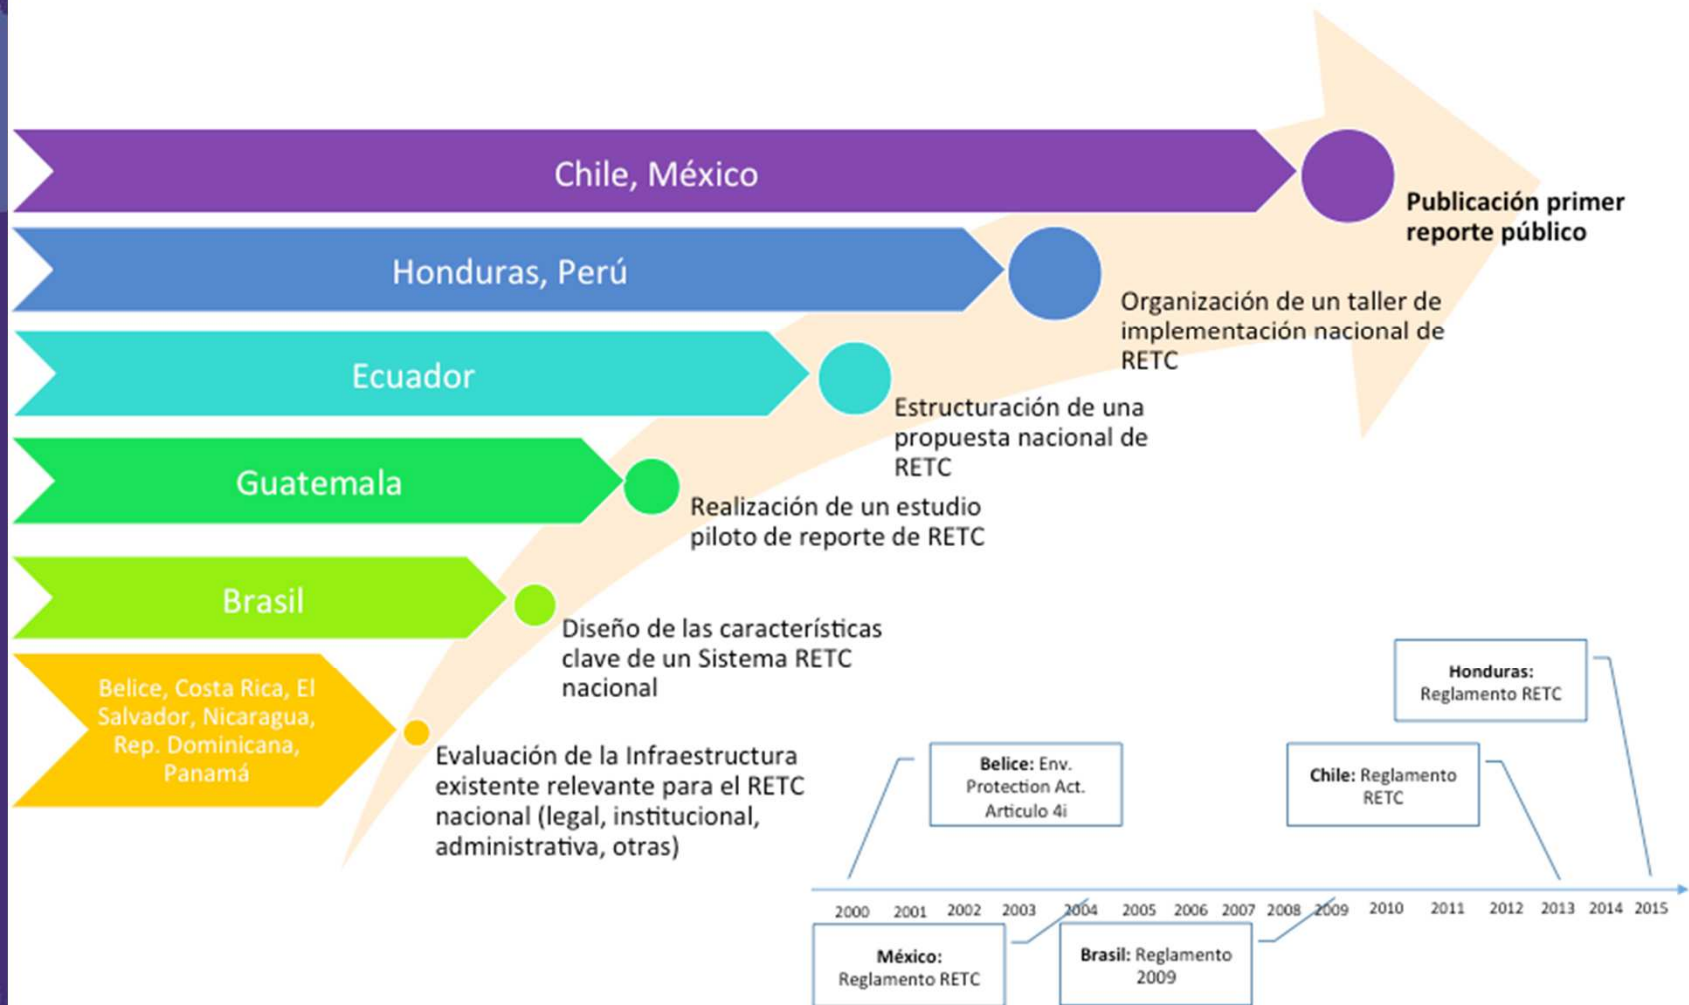 Chile, México
Publicación primer
reporte público
Honduras, Perú
Organización de un taller de
implementación nacional de
RETC
Ecuador
Estructuración de una
propuesta nacional de
RETC
Guatemala
Realización de un estudio
piloto de reporte de RETC
Brasil
Diseño de las características
clave de un Sistema RETC
nacional
Belice, Costa Rica, El
Salvador, Nicaragua,
Rep. Dominicana,
Panamá
Evaluación de la Infraestructura
existente relevante para el RETC
nacional (legal, institucional,
administrativa, otras)
Honduras:
Reglamento RETC
Belice: Env.
Protection Act.
Articulo 4i
Chile: Reglamento
RETC
2000 2001 2002 2003 2004 2005 2006 2007 2008 2009 2010 2011 2012 2013 2014 2015
México:
Reglamento RETC
Brasil: Reglamento
2009